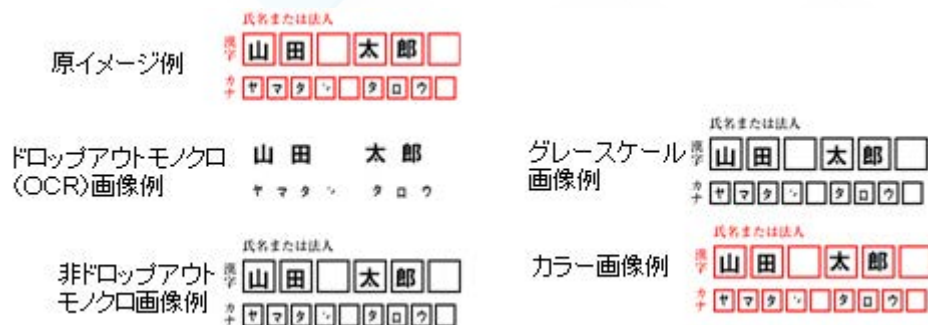 原イメージ例
氏名または法人
漢字 山田 太郎
カナ ヤマタ゛ タロウ
ドロップアウトモノクロ
(OCR)画像例
山田 太郎
ヤマタ゛ タロウ
グレースケール
画像例
氏名または法人
漢字 山田 太郎
カナ ヤマタ゛ タロウ
非ドロップアウト
モノクロ画像例
氏名または法人
漢字 山田 太郎
カナ ヤマタ゛ タロウ
カラー画像例
氏名または法人
漢字 山田 太郎
カナ ヤマタ゛ タロウ